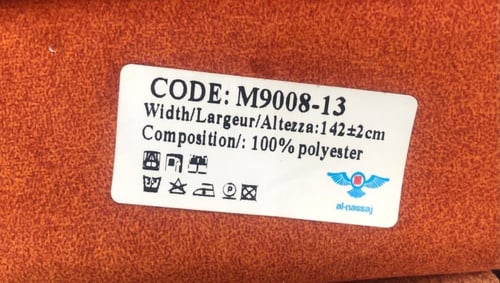 CODE: M9008-13
Width/Largeur/Altezza:142±2cm
Composition/: 100% polyester
P
al-nassaj